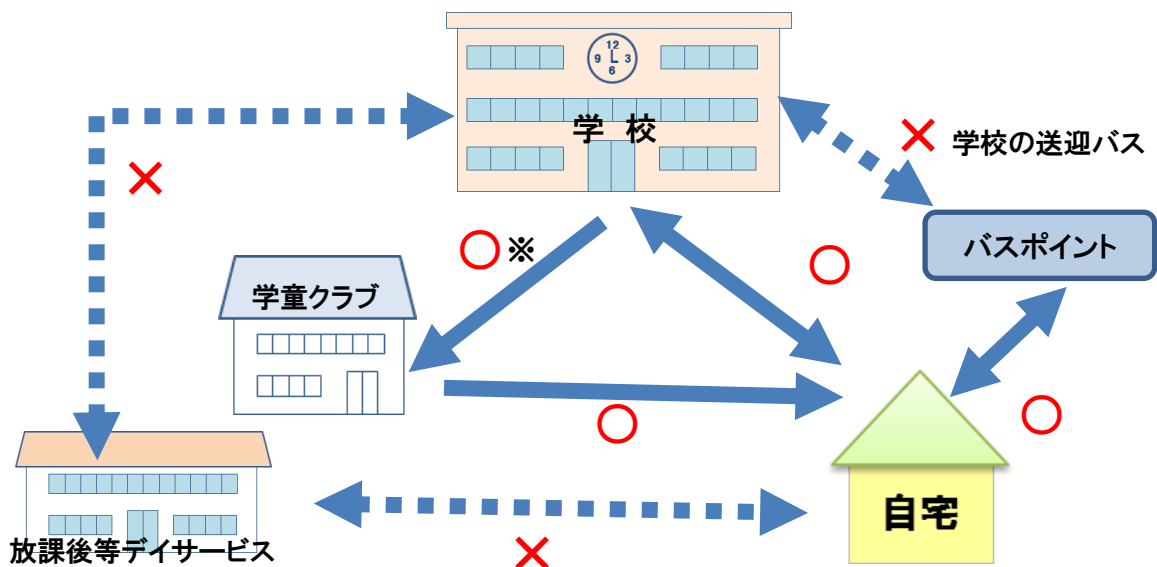 12
9 3
6
学 校
× 学校の送迎バス
バスポイント
×
○※
○
学童クラブ
○
○
自宅
放課後等デイサービス
×